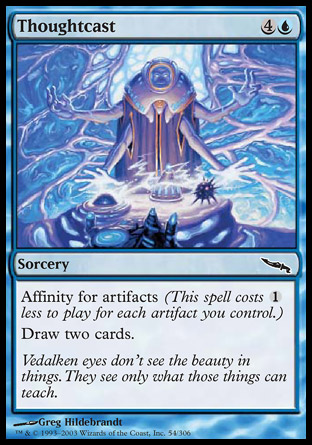 Thoughtcast 4
Sorcery
Affinity for artifacts (This spell costs 1
less to play for each artifact you control.)
Draw two cards.
Vedalken eyes don't see the beauty in
things. They see only what those things can
teach.
Greg Hildebrandt
™ & © 1993–2003 Wizards of the Coast, Inc. 54/306